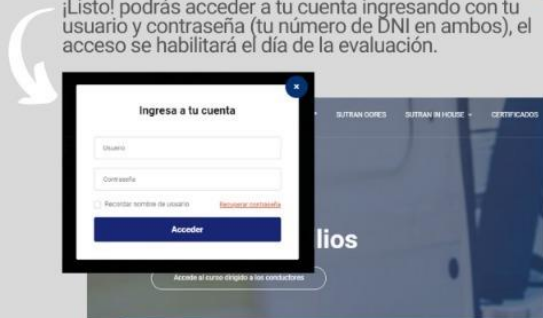 ¡Listo! podrás acceder a tu cuenta ingresando con tu
usuario y contraseña (tu número de DNI en ambos), el
acceso se habilitará el día de la evaluación.
×
Ingresa a tu cuenta
SUTRAN GORES
SUTRAN IN HOUSE
CERTIFICADOS
Usuario
Contraseña
Recordar nombre de usuario
Recuperar contraseña
Acceder
lios
Accede al curso dirigido a los conductores